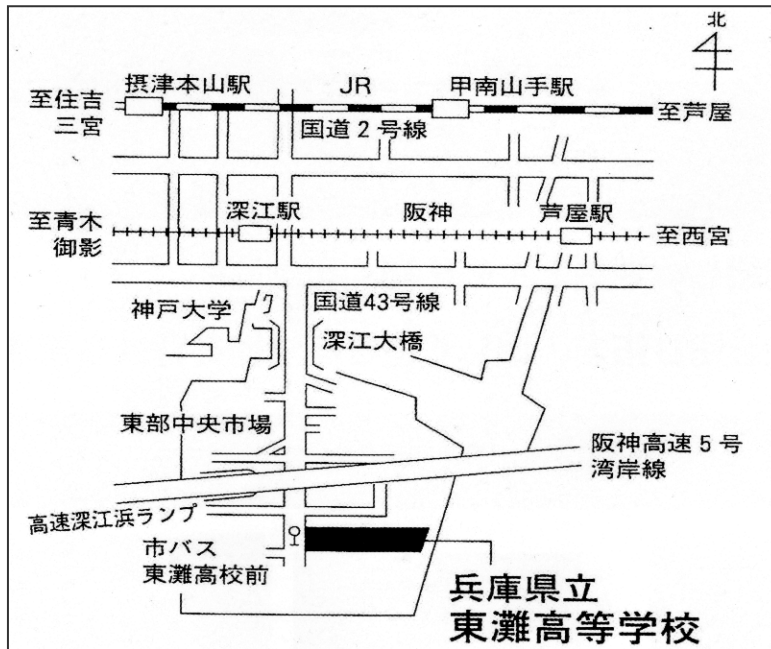 北
摂津本山駅
JR
甲南山手駅
至住吉
三宮
至芦屋
国道2号線
深江駅
阪神
芦屋駅
至青木
御影
至西宮
神戸大学
国道43号線
深江大橋
東部中央市場
阪神高速5号
湾岸線
高速深江浜ランプ
市バス
東灘高校前
兵庫県立
東灘高等学校